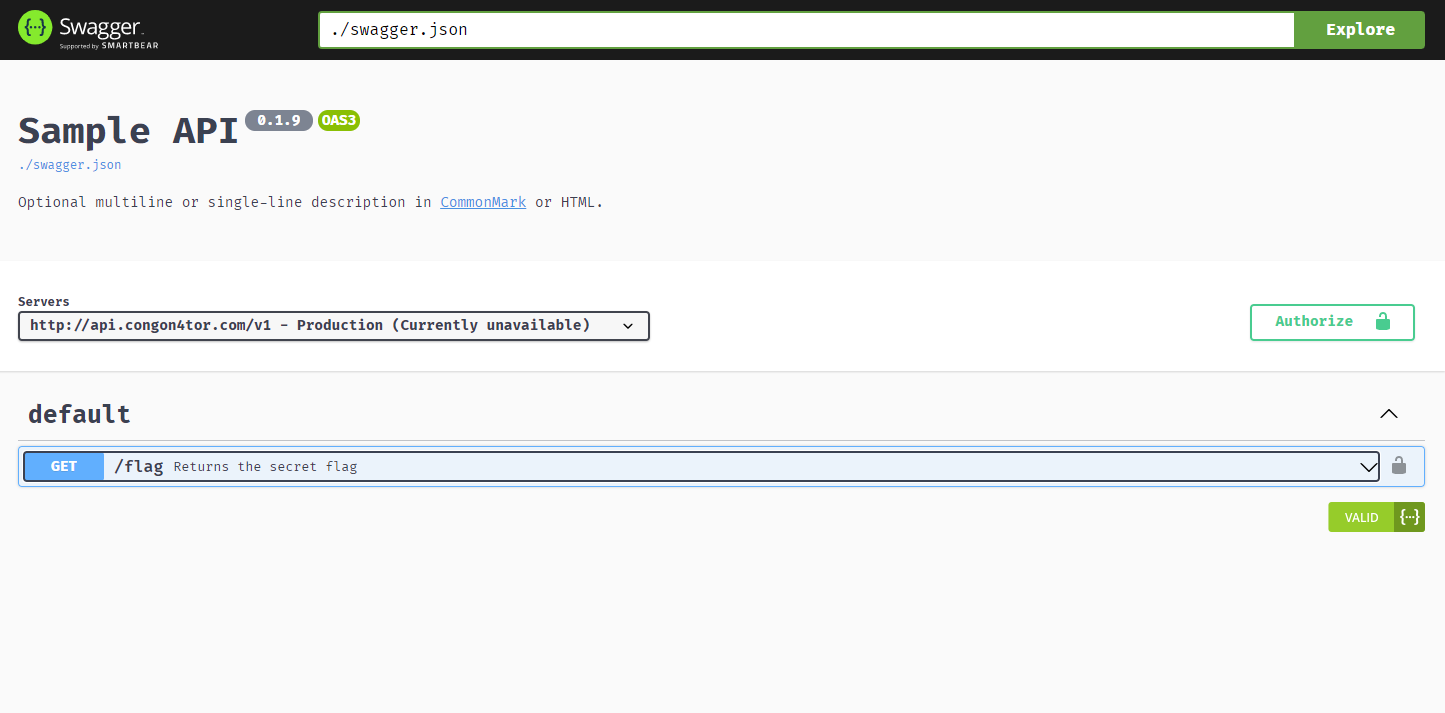 Swagger
Supported by SMARTBEAR
./swagger.json
Explore
Sample API 0.1.9 OAS3
./swagger.json
Optional multiline or single-line description in CommonMark or HTML.
Servers
http://api.congon4tor.com/v1 - Production (Currently unavailable)
Authorize
default
GET /flag Returns the secret flag
VALID {···}